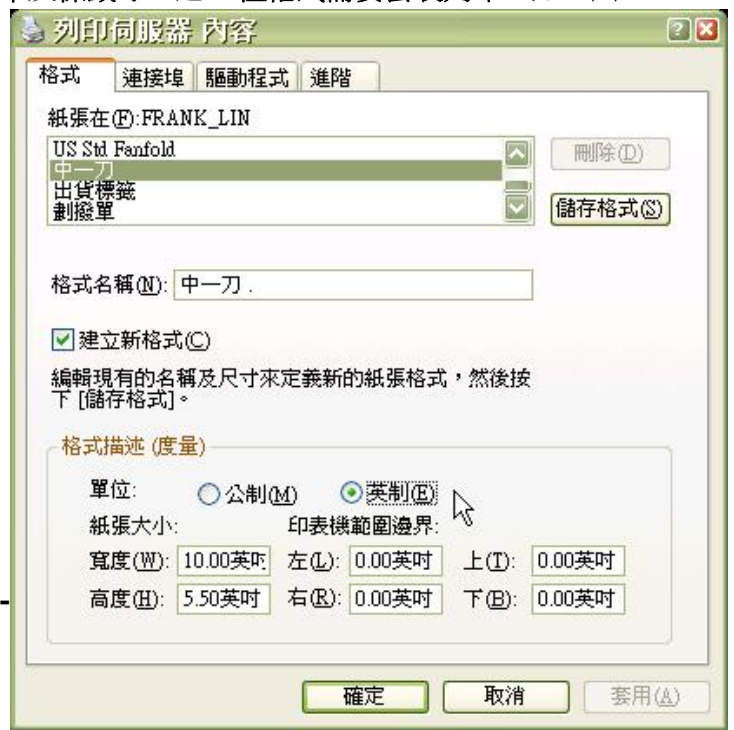 列印伺服器 內容
格式 連接埠 驅動程式 進階
紙張在(F):FRANK_LIN
US Std Fanfold
中一刀
出貨標籤
劃撥單
刪除(D)
儲存格式(S)
格式名稱(N): 中一刀 .
建立新格式(C)
編輯現有的名稱及尺寸來定義新的紙張格式，然後按
下 [儲存格式]。
格式描述 (度量)
單位: 公制(M) 英制(E)
紙張大小: 印表機範圍邊界:
寬度(W): 10.00英吋 左(L): 0.00英吋 上(T): 0.00英吋
高度(H): 5.50英吋 右(R): 0.00英吋 下(B): 0.00英吋
確定 取消 套用(A)